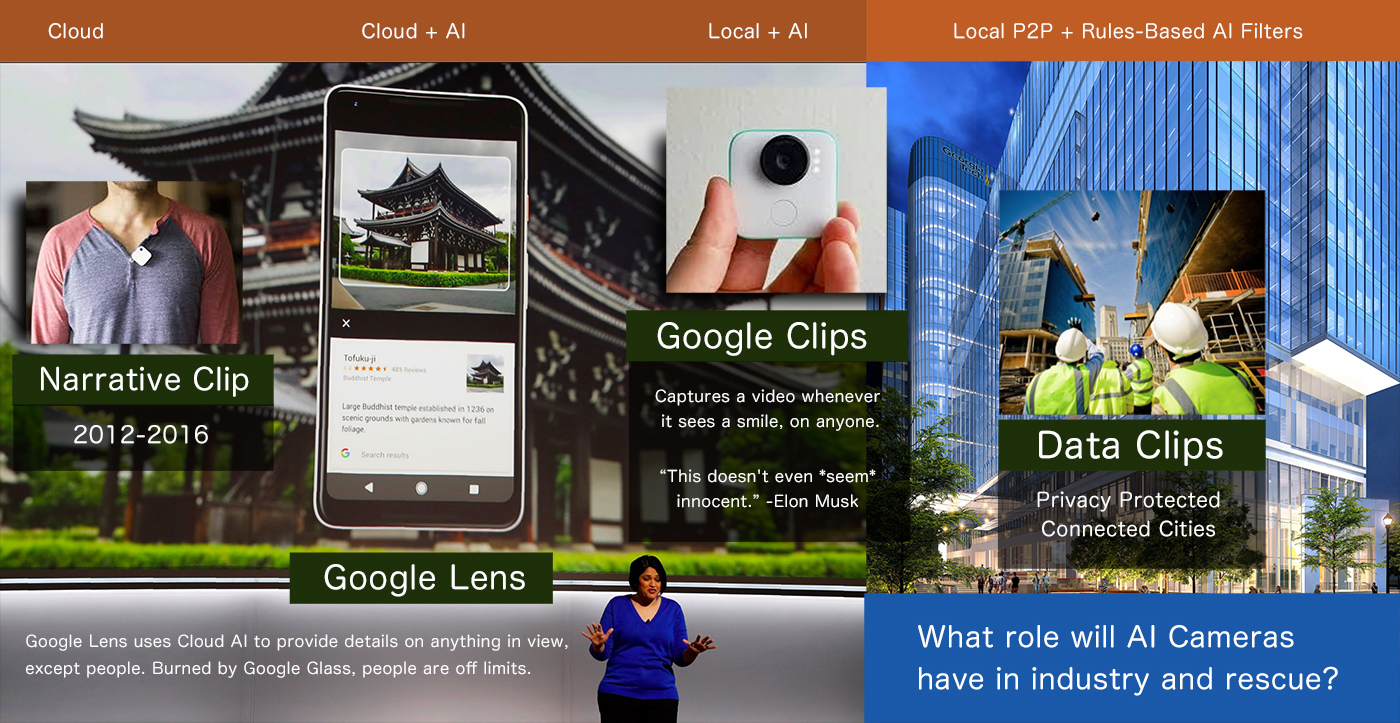 Cloud
Cloud + AI
Local + AI
Local P2P + Rules-Based AI Filters
Narrative Clip
2012-2016
Tofuku-ji
485 Reviews
Buddhist Temple
Large Buddhist temple established in 1236 on
scenic grounds with gardens known for fall
foliage.
G
Search results
Google Lens
Google Lens uses Cloud AI to provide details on anything in view,
except people. Burned by Google Glass, people are off limits.
Google Clips
Captures a video whenever
it sees a smile, on anyone.
“This doesn't even *seem*
innocent.” -Elon Musk
Georgia
Tech
Data Clips
Privacy Protected
Connected Cities
What role will AI Cameras
have in industry and rescue?